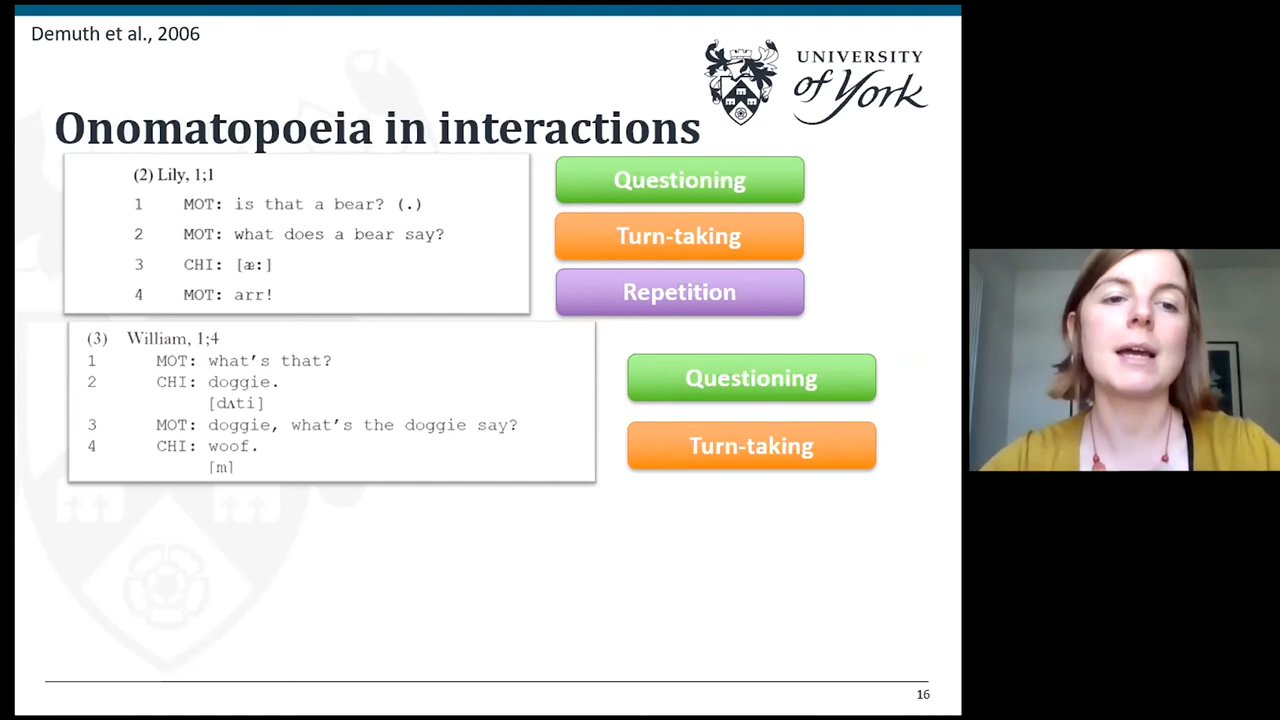 Demuth et al., 2006
UNIVERSITY
of York
Onomatopoeia in interactions
(2) Lily, 1;1
1 MOT: is that a bear? (.)
2 MOT: what does a bear say?
3 CHI: [æ:]
4 MOT: arr!
Questioning
Turn-taking
Repetition
(3) William, 1;4
1 MOT: what's that?
2 CHI: doggie.
[dʌti]
3 MOT: doggie, what's the doggie say?
4 CHI: woof.
[m]
Questioning
Turn-taking
16